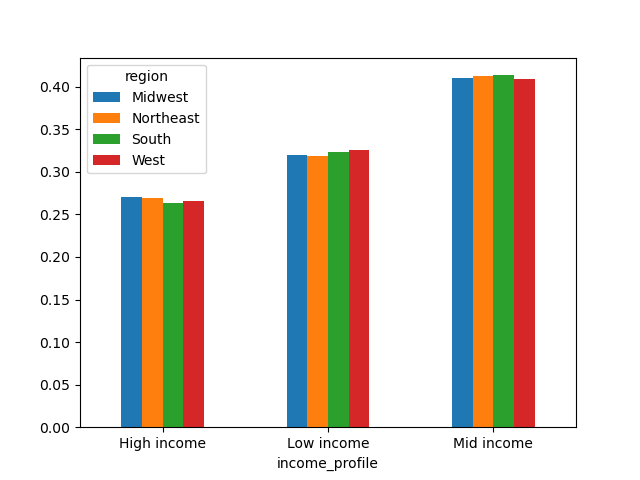 region
Midwest
Northeast
South
West
0.40
0.35
0.30
0.25
0.20
0.15
0.10
0.05
0.00
High income
Low income
Mid income
income_profile